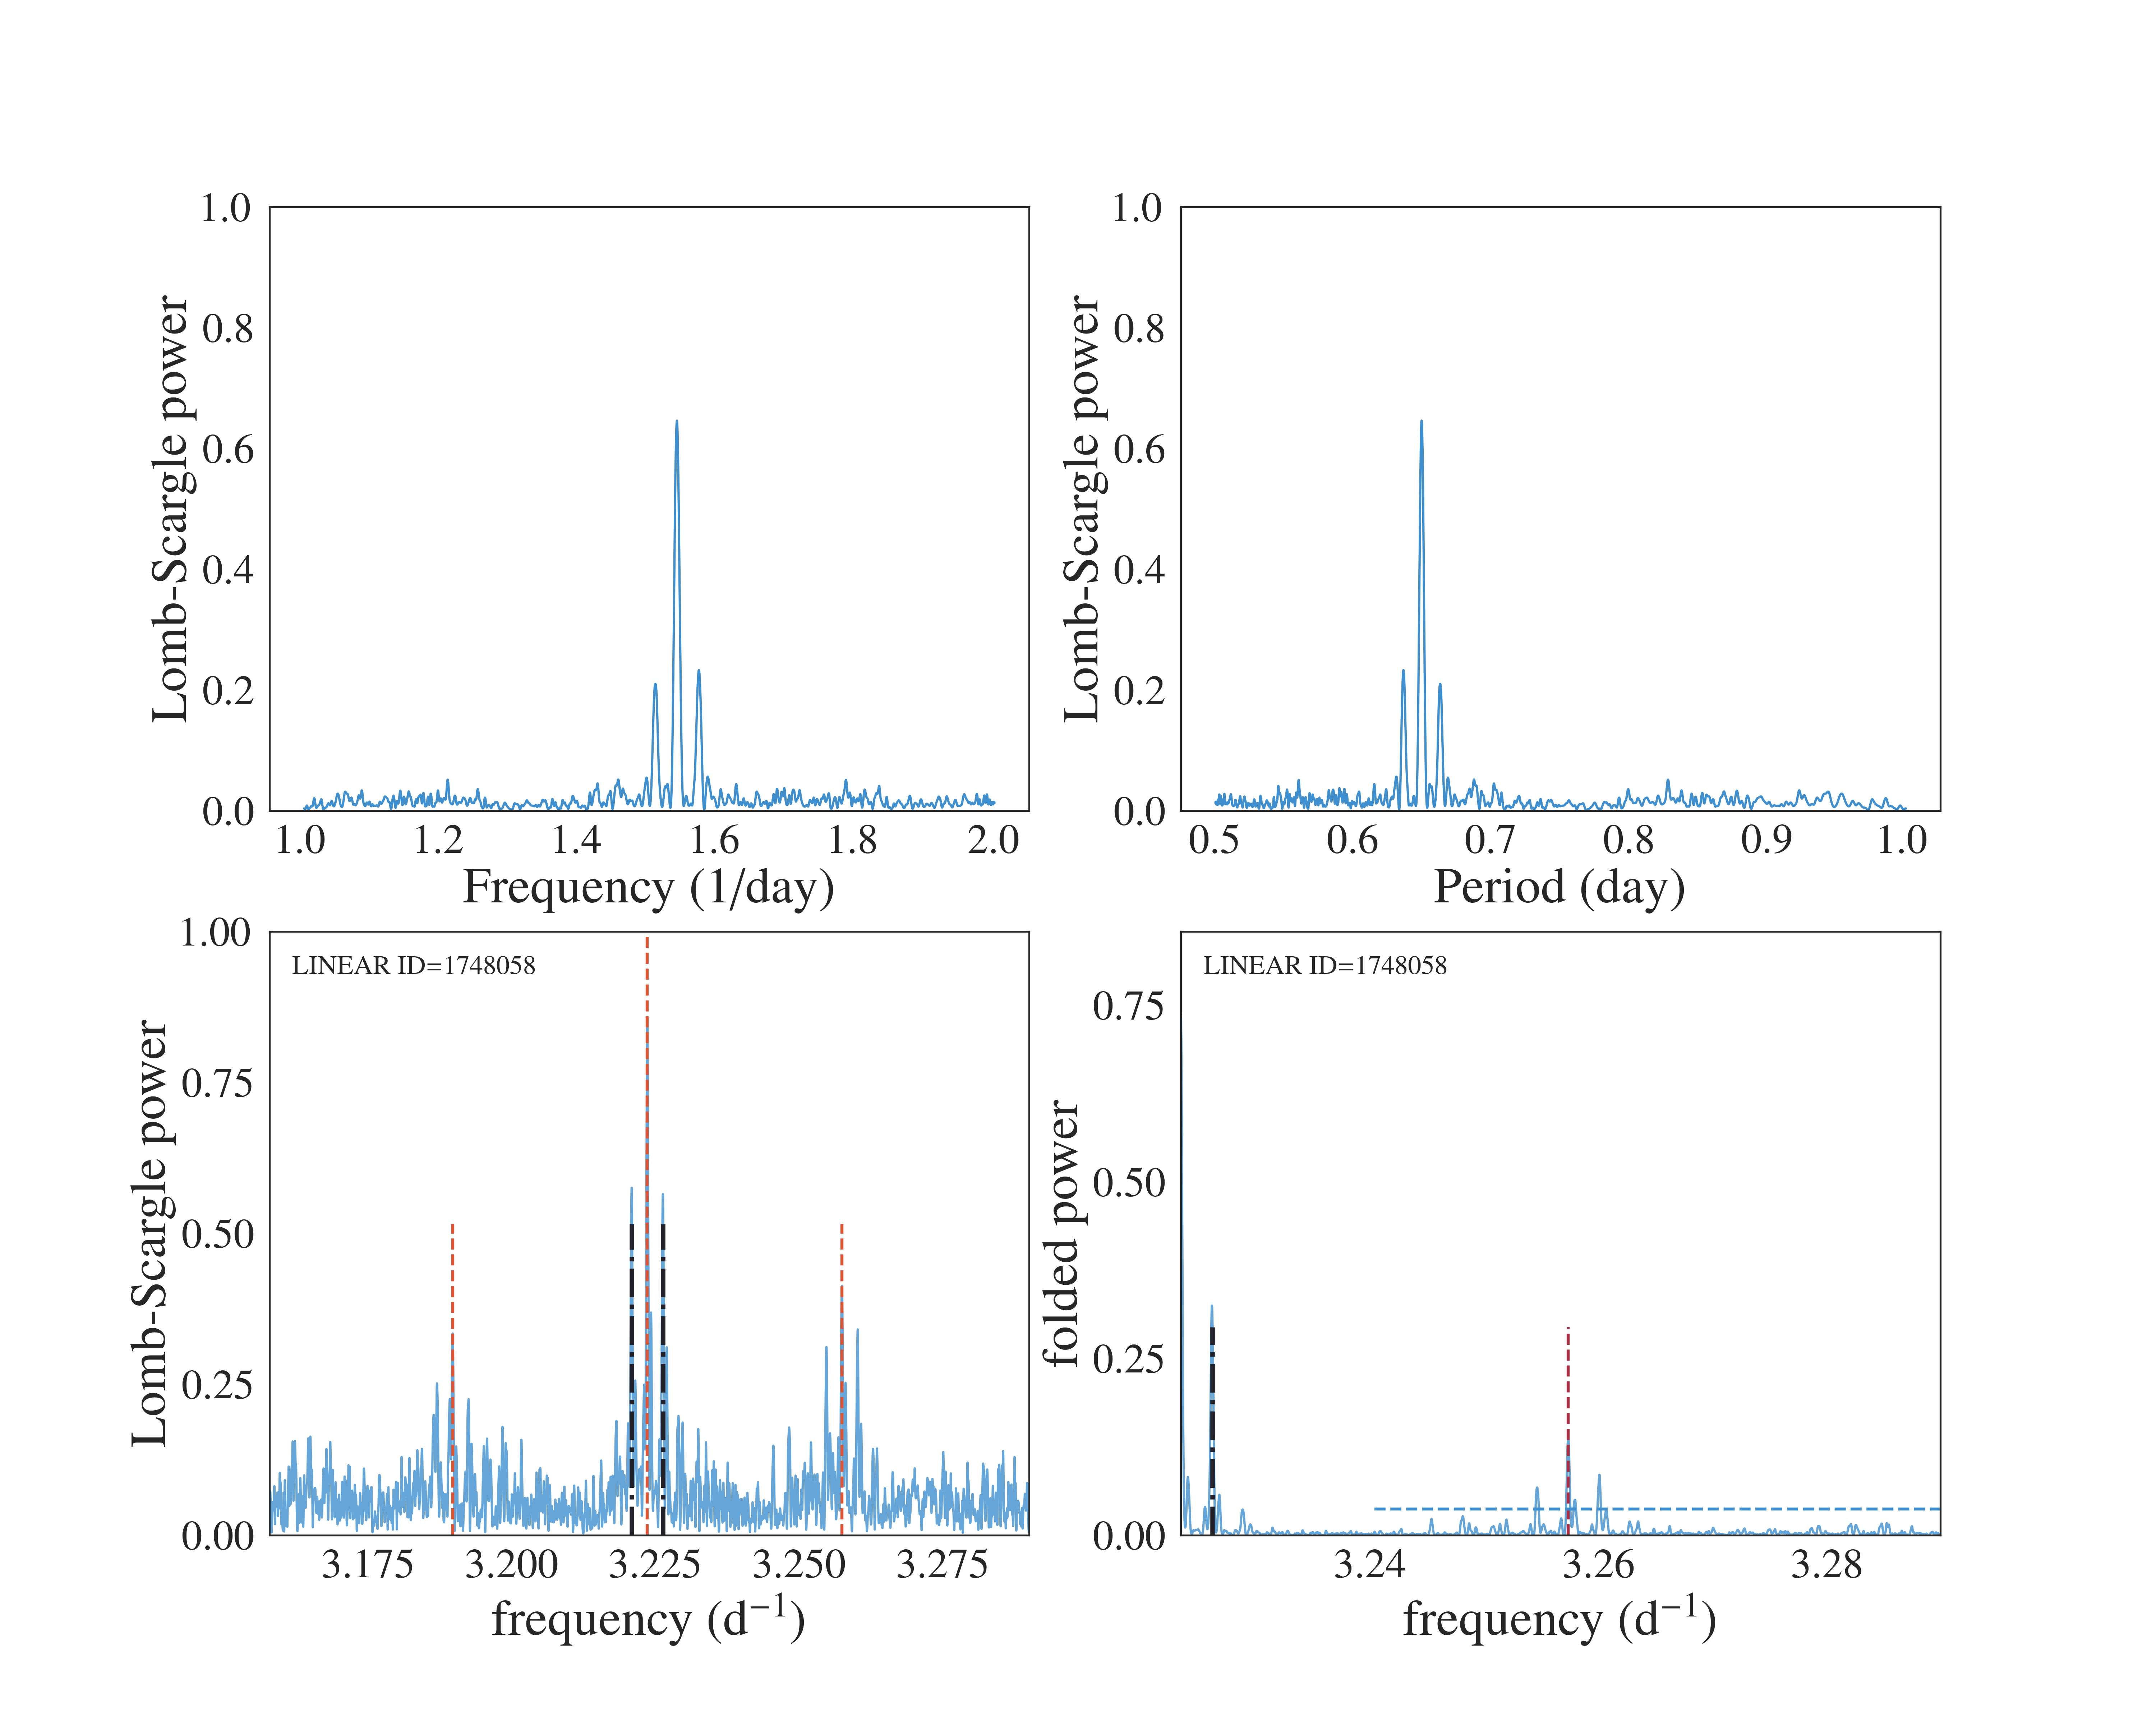 1.0
0.8
0.6
0.4
0.2
0.0
Lomb-Scargle power
1.0 1.2 1.4 1.6 1.8 2.0
Frequency (1/day)
1.0
0.8
0.6
0.4
0.2
0.0
Lomb-Scargle power
0.5 0.6 0.7 0.8 0.9 1.0
Period (day)
LINEAR ID=1748058
1.00
0.75
0.50
0.25
0.00
Lomb-Scargle power
3.175 3.200 3.225 3.250 3.275
frequency (d⁻¹)
LINEAR ID=1748058
0.75
0.50
0.25
0.00
folded power
3.24 3.26 3.28
frequency (d⁻¹)